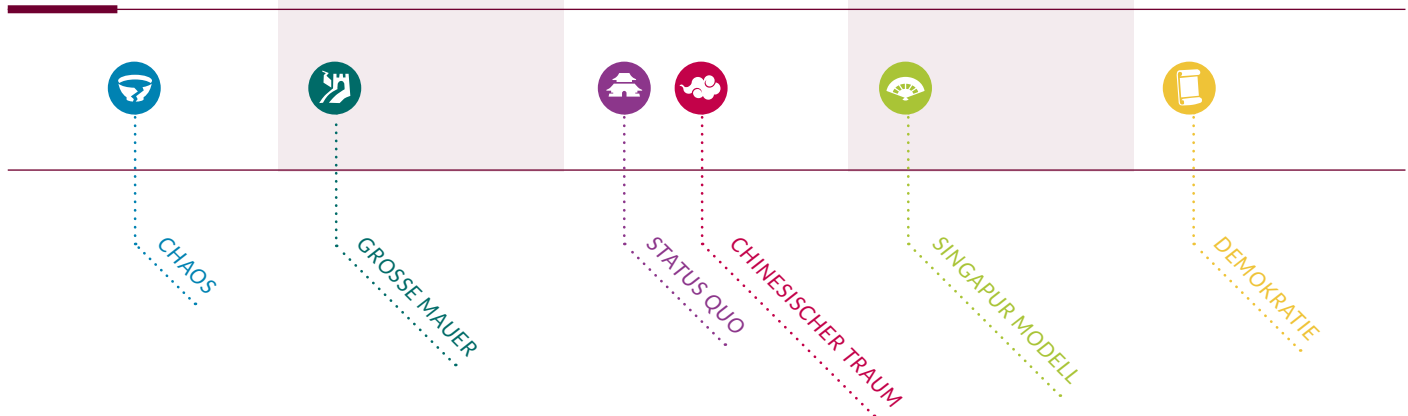 CHAOS
GROSSE MAUER
STATUS QUO
CHINESISCHER TRAUM
SINGAPUR MODELL
DEMOKRATIE